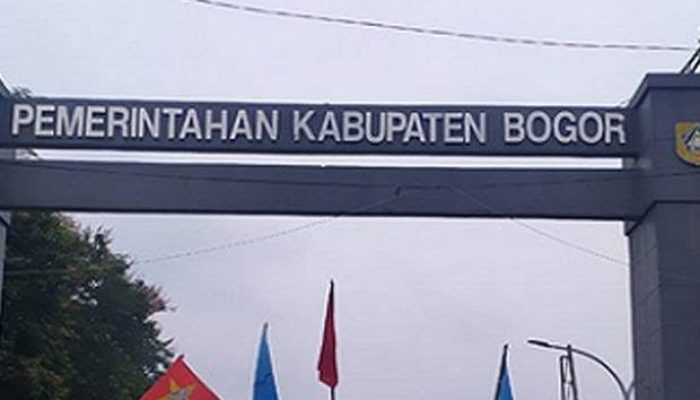 PEMERINTAHAN KABUPATEN BOGOR